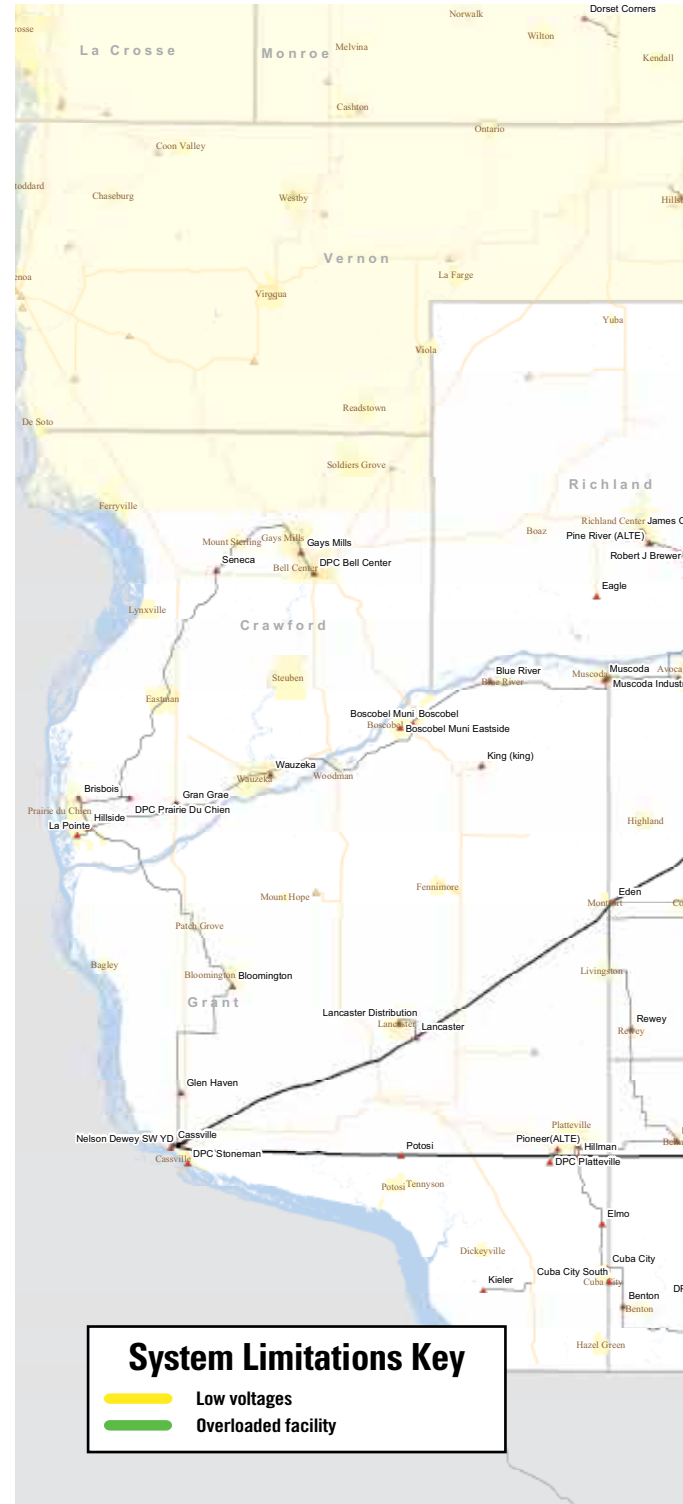 Dorset Corners
Norwalk
Wilton
La Crosse
Monroe
Melvina
Kendall
Cashton
Ontario
Coon Valley
Chaseburg
Westby
Vernon
La Farge
Viroqua
Yuba
Viola
Readstown
De Soto
Soldiers Grove
Richland
Ferryville
Richland Center
Boaz
Pine River (ALTE)
Mount Sterling
Gays Mills
Gays Mills
Robert J Brewer
Seneca
Bell Center
DPC Bell Center
Eagle
Lynxville
Crawford
Blue River
Muscoda
Muscoda
Steuben
Blue River
Muscoda Industr
Eastman
Boscobel Muni
Boscobel
Boscobel
Boscobel Muni Eastside
Wauzeka
King (king)
Wauzeka
Woodman
Brisbois
Gran Grae
Prairie du Chien
DPC Prairie Du Chien
Hillside
La Pointe
Highland
Fennimore
Mount Hope
Eden
Montfort
Patch Grove
Bagley
Bloomington
Bloomington
Livingston
Grant
Lancaster Distribution
Lancaster
Lancaster
Rewey
Rewey
Glen Haven
Platteville
Nelson Dewey SW YD
Cassville
Pioneer(ALTE)
Hillman
Potosi
Cassville
DPC Stoneman
DPC Platteville
Potosi
Tennyson
Elmo
Dickeyville
Cuba City
Cuba City South
Cuba City
Kieler
Benton
Benton
Hazel Green
System Limitations Key
Low voltages
Overloaded facility